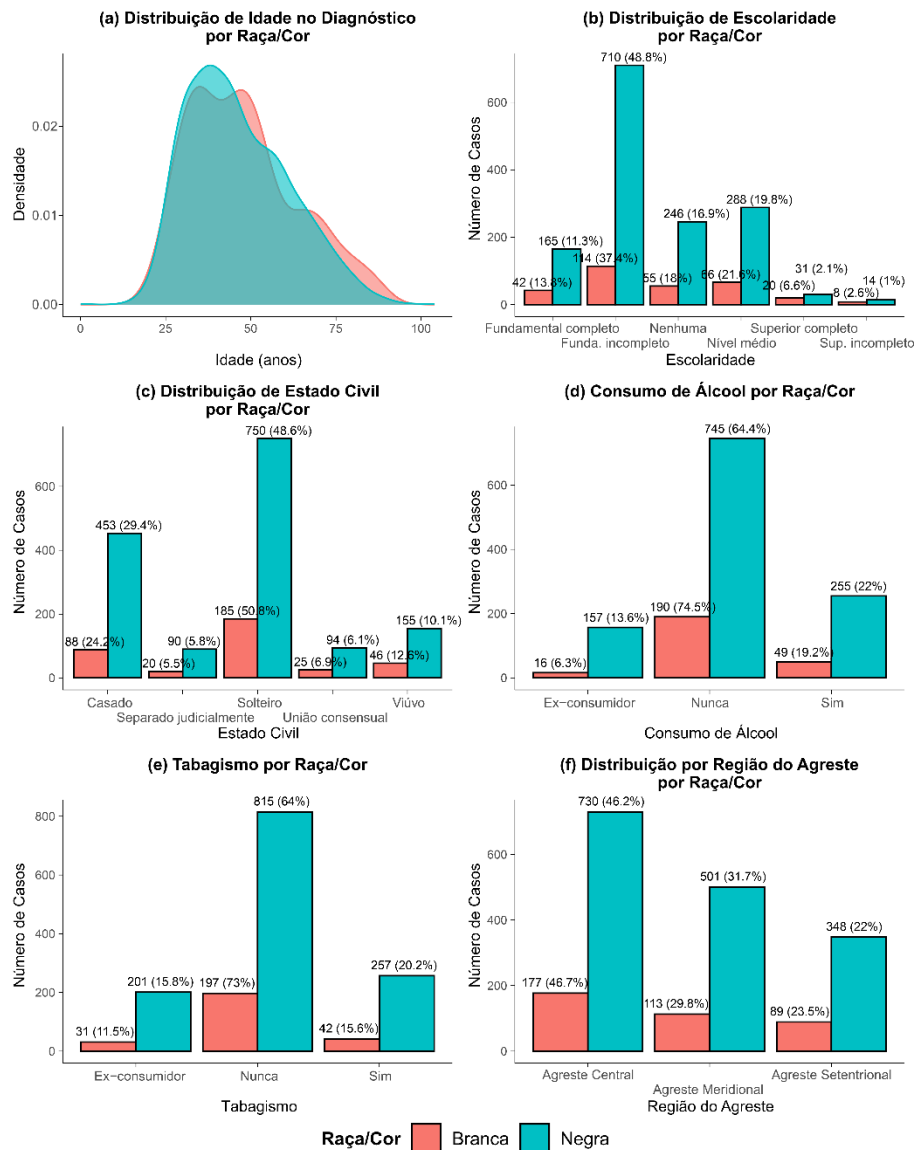 (a) Distribuição de Idade no Diagnóstico
por Raça/Cor
Densidade
0.02
0.01
0.00
0
25
50
75
100
Idade (anos)
(b) Distribuição de Escolaridade
por Raça/Cor
Número de Casos
600
400
200
0
42 (13.8%)
165 (11.3%)
114 (37.4%)
710 (48.8%)
55 (18%)
246 (16.9%)
66 (21.6%)
288 (19.8%)
20 (6.6%)
31 (2.1%)
8 (2.6%)
14 (1%)
Fundamental completo
Funda. incompleto
Nenhuma
Nível médio
Superior completo
Sup. incompleto
Escolaridade
(c) Distribuição de Estado Civil
por Raça/Cor
Número de Casos
600
400
200
0
88 (24.2%)
453 (29.4%)
20 (5.5%)
90 (5.8%)
185 (50.8%)
750 (48.6%)
25 (6.9%)
94 (6.1%)
46 (12.6%)
155 (10.1%)
Casado
Separado judicialmente
Solteiro
União consensual
Viúvo
Estado Civil
(d) Consumo de Álcool por Raça/Cor
Número de Casos
600
400
200
0
16 (6.3%)
157 (13.6%)
190 (74.5%)
745 (64.4%)
49 (19.2%)
255 (22%)
Ex−consumidor
Nunca
Sim
Consumo de Álcool
(e) Tabagismo por Raça/Cor
Número de Casos
800
600
400
200
0
31 (11.5%)
201 (15.8%)
197 (73%)
815 (64%)
42 (15.6%)
257 (20.2%)
Ex−consumidor
Nunca
Sim
Tabagismo
(f) Distribuição por Região do Agreste
por Raça/Cor
Número de Casos
600
400
200
0
177 (46.7%)
730 (46.2%)
113 (29.8%)
501 (31.7%)
89 (23.5%)
348 (22%)
Agreste Central
Agreste Meridional
Agreste Setentrional
Região do Agreste
Raça/Cor Branca Negra